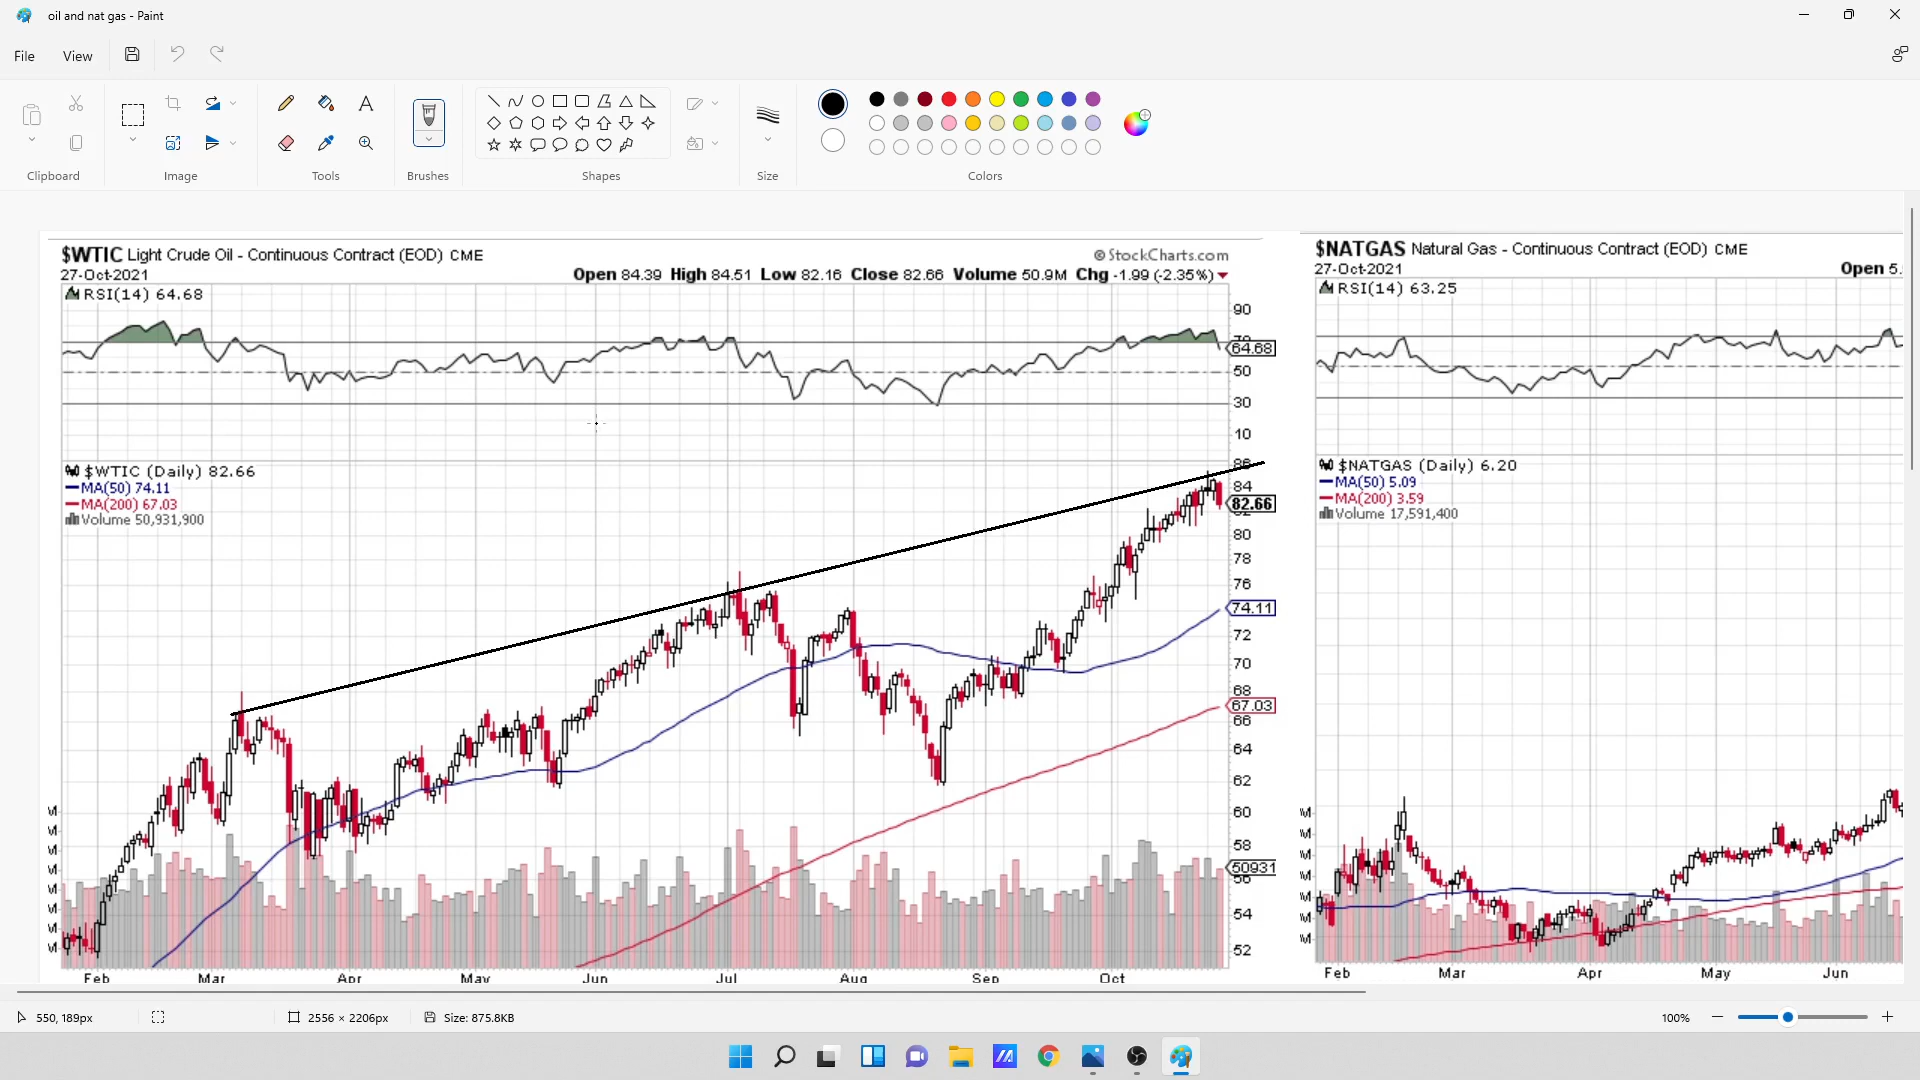 oil and nat gas - Paint
File View
Clipboard
Image
Tools
Brushes
Shapes
Size
Colors
$WTIC Light Crude Oil - Continuous Contract (EOD) CME
© StockCharts.com
27-Oct-2021
Open 84.39 High 84.51 Low 82.16 Close 82.66 Volume 50.9M Chg -1.99 (-2.35%)
RSI(14) 64.68
90
70
64.68
50
30
10
$WTIC (Daily) 82.66
MA(50) 74.11
MA(200) 67.03
Volume 50,931,900
86
84
82.66
82
80
78
76
74.11
72
70
68
67.03
66
64
62
60
58
50931
56
54
52
M
M
M
M
M
M
M
M
Feb Mar Apr May Jun Jul Aug Sep Oct
$NATGAS Natural Gas - Continuous Contract (EOD) CME
27-Oct-2021
Open 5.
RSI(14) 63.25
$NATGAS (Daily) 6.20
MA(50) 5.09
MA(200) 3.59
Volume 17,591,400
M
M
M
M
M
M
M
Feb Mar Apr May Jun
550, 189px
2556 × 2206px
Size: 875.8KB
100%